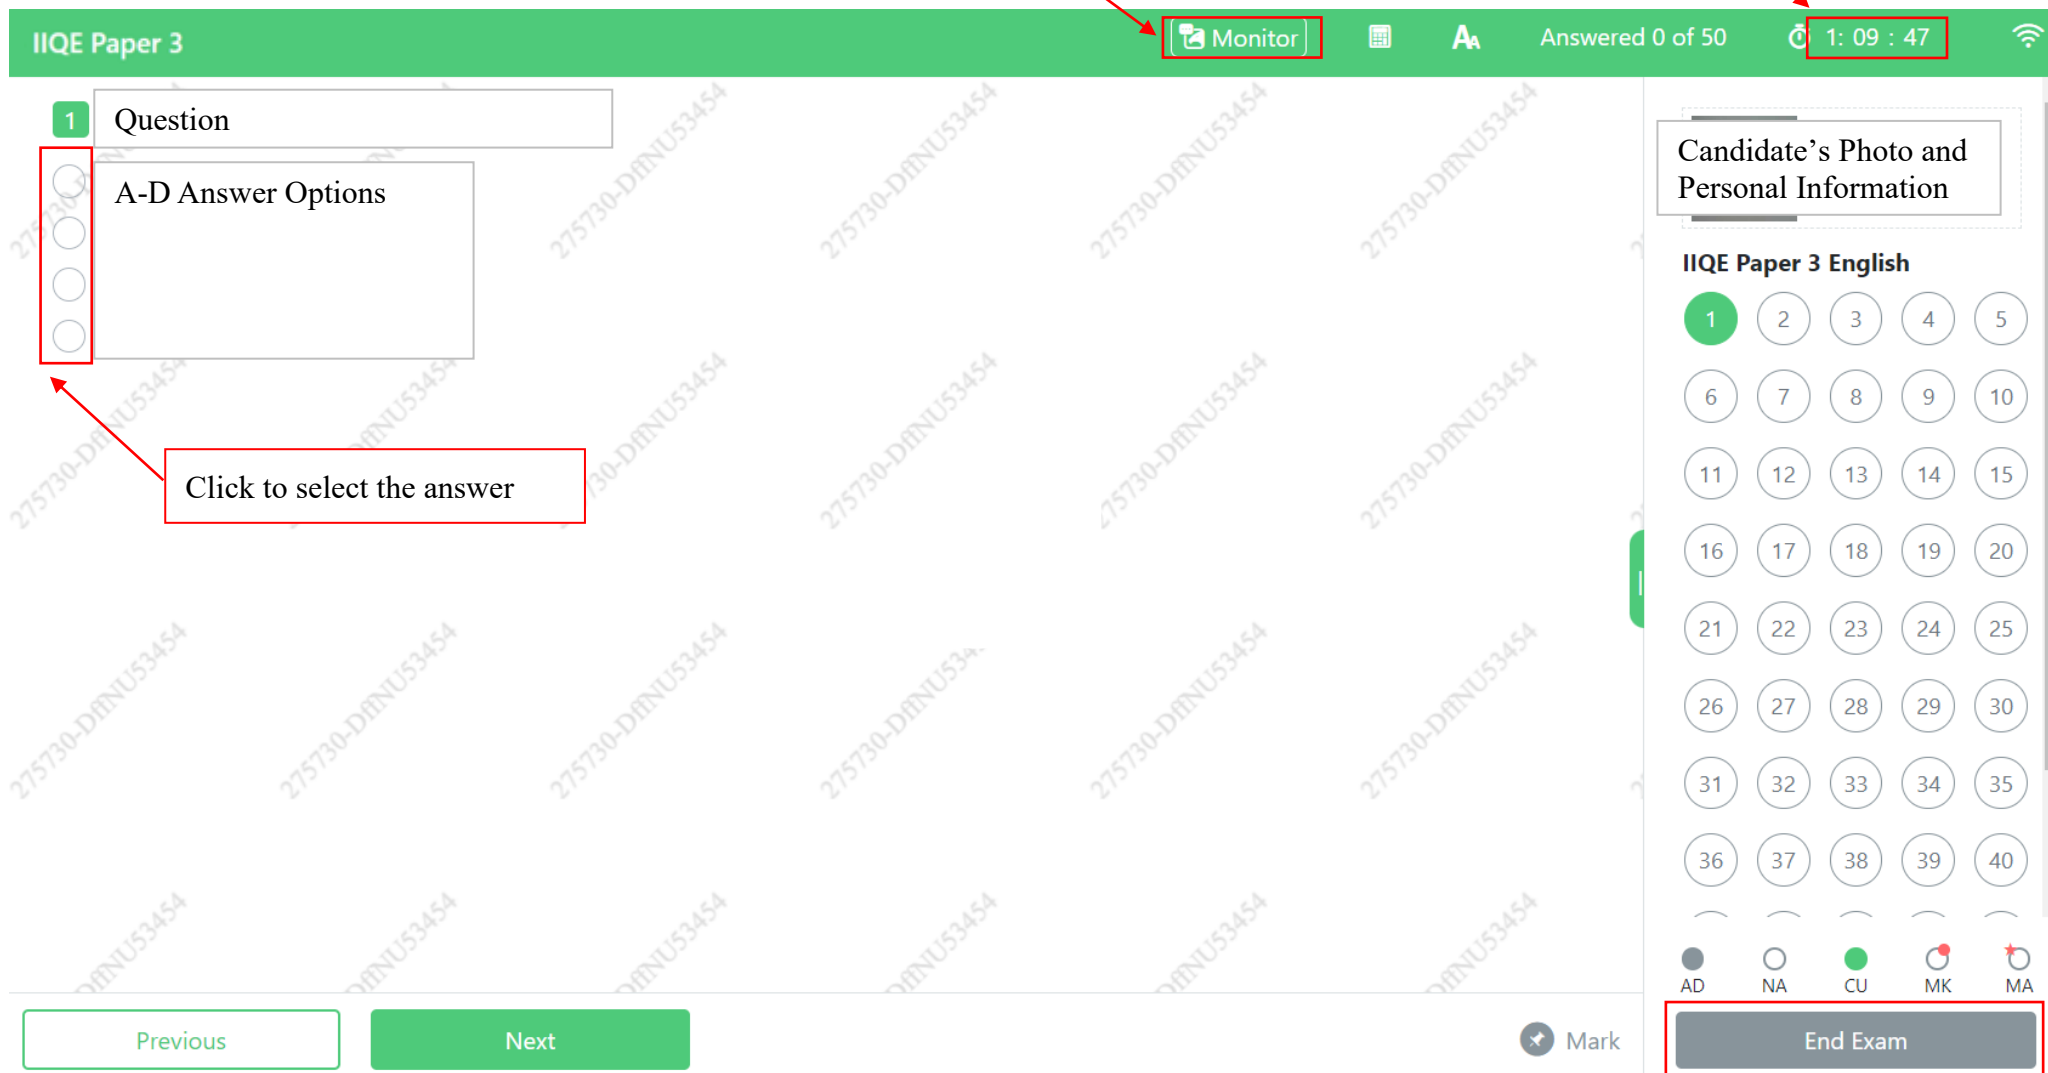 IIQE Paper 3
Monitor
AA
Answered 0 of 50
1: 09 : 47
1
Question
A-D Answer Options
Click to select the answer
Candidate’s Photo and
Personal Information
IIQE Paper 3 English
1 2 3 4 5
6 7 8 9 10
11 12 13 14 15
16 17 18 19 20
21 22 23 24 25
26 27 28 29 30
31 32 33 34 35
36 37 38 39 40
AD NA CU MK MA
Previous
Next
Mark
End Exam